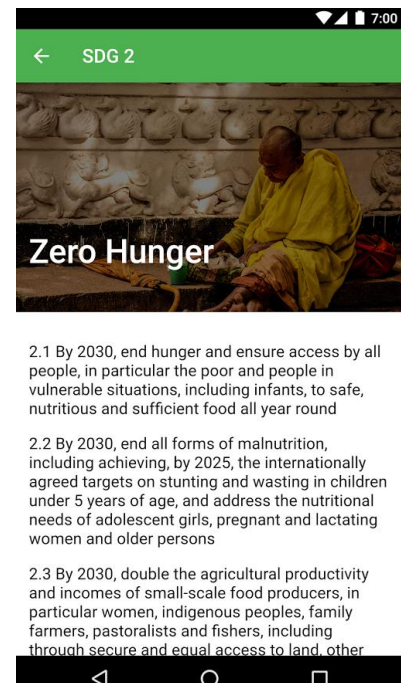 7:00
SDG 2
Zero Hunger
2.1 By 2030, end hunger and ensure access by all
people, in particular the poor and people in
vulnerable situations, including infants, to safe,
nutritious and sufficient food all year round
2.2 By 2030, end all forms of malnutrition,
including achieving, by 2025, the internationally
agreed targets on stunting and wasting in children
under 5 years of age, and address the nutritional
needs of adolescent girls, pregnant and lactating
women and older persons
2.3 By 2030, double the agricultural productivity
and incomes of small-scale food producers, in
particular women, indigenous peoples, family
farmers, pastoralists and fishers, including
through secure and equal access to land, other